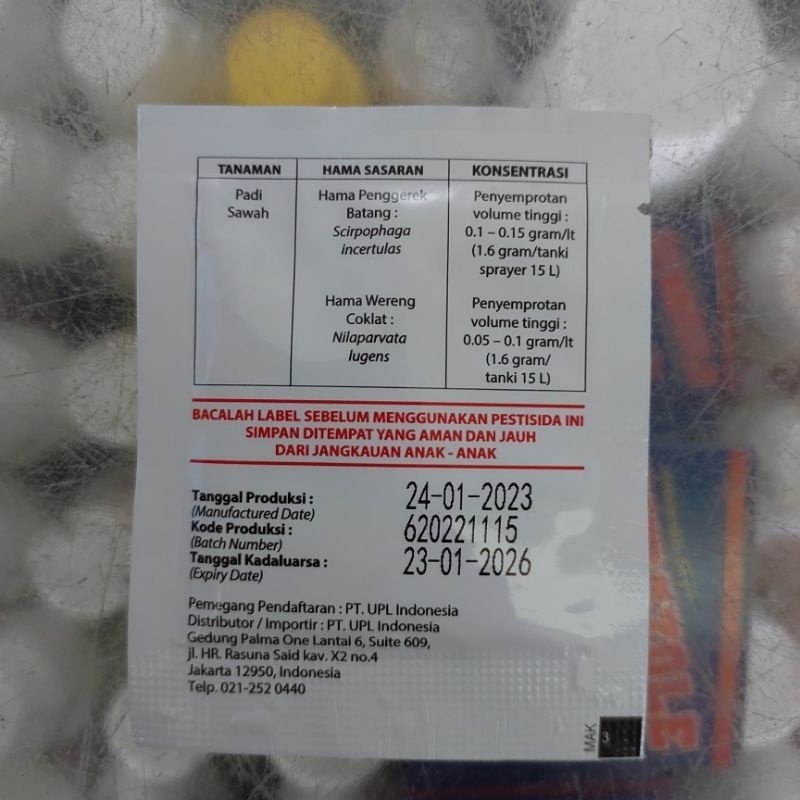 TANAMAN HAMA SASARAN KONSENTRASI
Padi
Sawah
Hama Penggerek
Batang :
Scirpophaga
incertulas
Penyemprotan
volume tinggi :
0.1 – 0.15 gram/lt
(1.6 gram/tanki
sprayer 15 L)
Hama Wereng
Coklat :
Nilaparvata
lugens
Penyemprotan
volume tinggi :
0.05 – 0.1 gram/lt
(1.6 gram/
tanki 15 L)
BACALAH LABEL SEBELUM MENGGUNAKAN PESTISIDA INI
SIMPAN DITEMPAT YANG AMAN DAN JAUH
DARI JANGKAUAN ANAK - ANAK
Tanggal Produksi : 24-01-2023
(Manufactured Date)
Kode Produksi : 620221115
(Batch Number)
Tanggal Kadaluarsa : 23-01-2026
(Expiry Date)
Pemegang Pendaftaran : PT. UPL Indonesia
Distributor / Importir : PT. UPL Indonesia
Gedung Palma One Lantai 6, Suite 609,
jl. HR. Rasuna Said kav. X2 no.4
Jakarta 12950, Indonesia
Telp. 021-252 0440
MAK
3